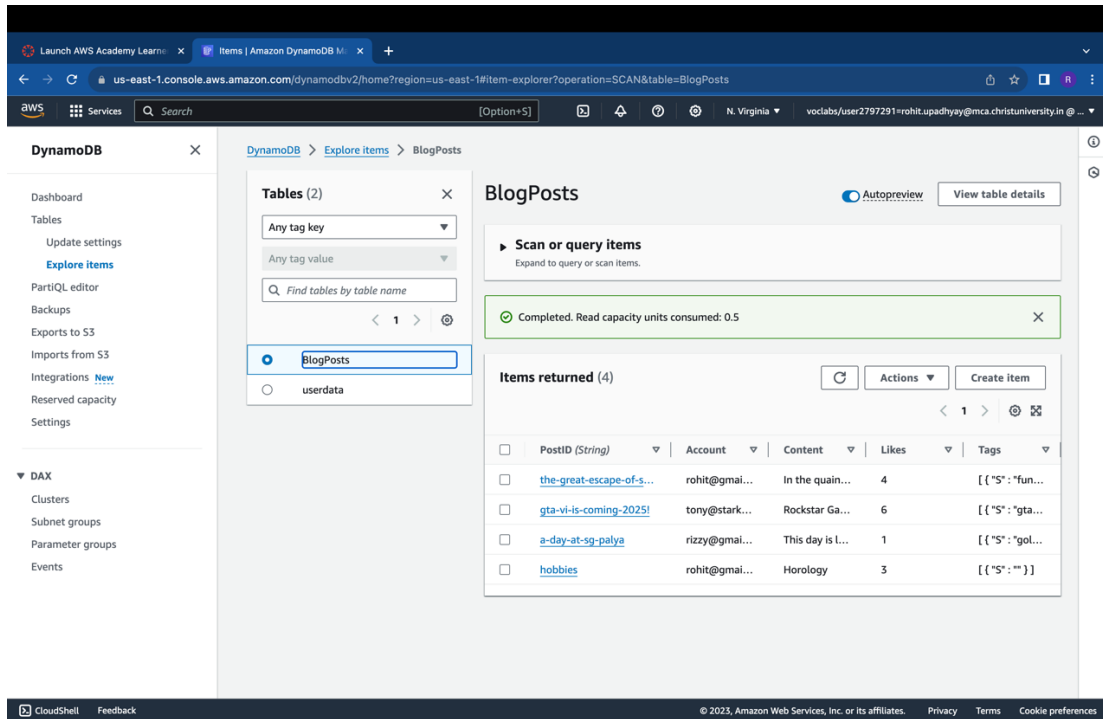 Launch AWS Academy Learne
Items | Amazon DynamoDB M
us-east-1.console.aws.amazon.com/dynamodbv2/home?region=us-east-1#item-explorer?operation=SCAN&table=BlogPosts
R
aws
Services
Search
[Option+S]
N. Virginia
voclabs/user2797291=rohit.upadhyay@mca.christuniversity.in @ ...
DynamoDB
Dashboard
Tables
Update settings
Explore items
PartiQL editor
Backups
Exports to S3
Imports from S3
Integrations New
Reserved capacity
Settings
DAX
Clusters
Subnet groups
Parameter groups
Events
DynamoDB > Explore items > BlogPosts
Tables (2)
Any tag key
Any tag value
Find tables by table name
1
BlogPosts
userdata
BlogPosts
Autopreview
View table details
Scan or query items
Expand to query or scan items.
Completed. Read capacity units consumed: 0.5
Items returned (4)
Actions
Create item
1
PostID (String) Account Content Likes Tags
the-great-escape-of-s... rohit@gmai... In the quain... 4 [ { "S" : "fun...
gta-vi-is-coming-2025! tony@stark... Rockstar Ga... 6 [ { "S" : "gta...
a-day-at-sg-palya rizzy@gmai... This day is l... 1 [ { "S" : "gol...
hobbies rohit@gmai... Horology 3 [ { "S" : "" } ]
CloudShell Feedback © 2023, Amazon Web Services, Inc. or its affiliates. Privacy Terms Cookie preferences